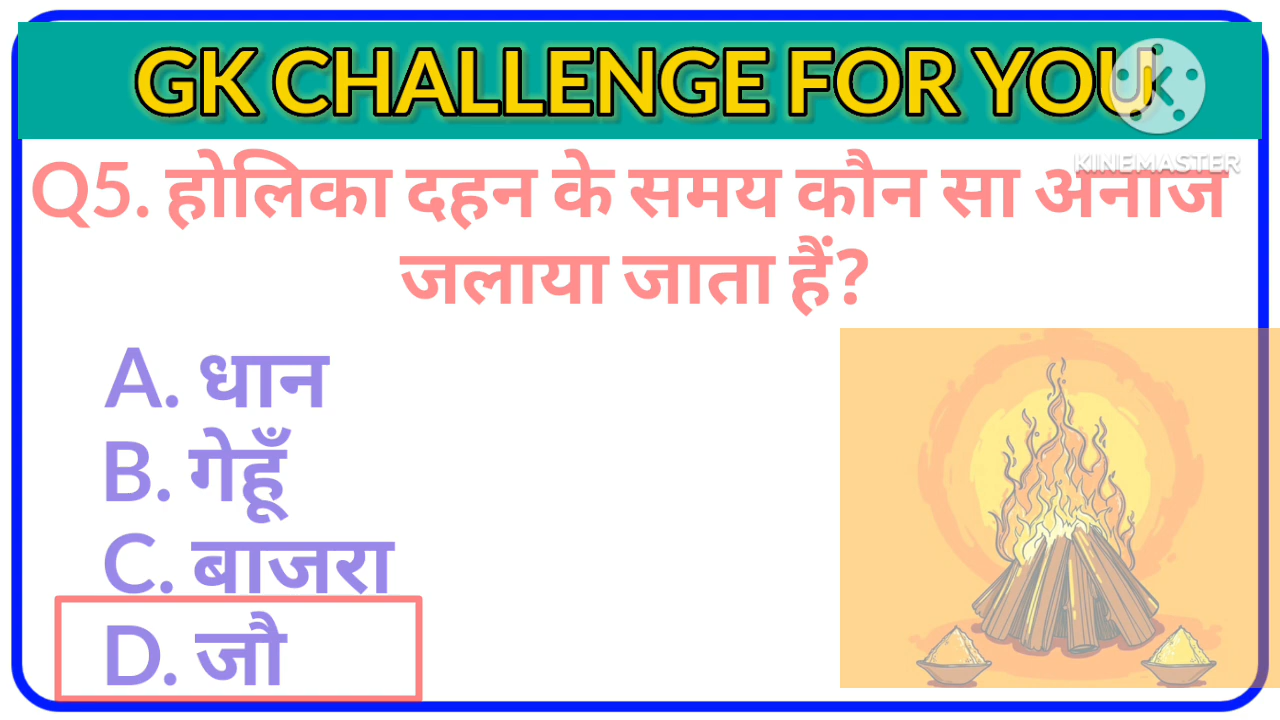 GK CHALLENGE FOR YOU
KINEMASTER
Q5. होलिका दहन के समय कौन सा अनाज
जलाया जाता हैं?
A. धान
B. गेहूँ
C. बाजरा
D. जौ